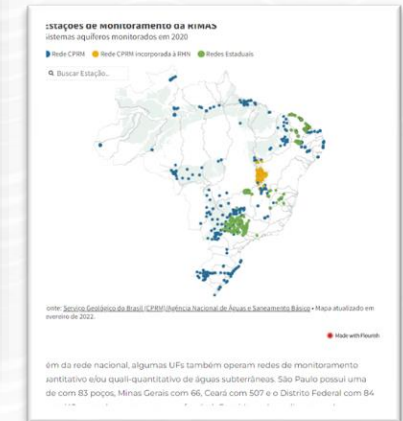 Estações de Monitoramento da RIMAS
Sistemas aquíferos monitorados em 2020
Rede CPRM Rede CPRM incorporada à RHN Redes Estaduais
Buscar Estação...
onte: Serviço Geológico do Brasil (CPRM)/Agência Nacional de Águas e Saneamento Básico • Mapa atualizado em
evereiro de 2022.
Made with Flourish
ém da rede nacional, algumas UFs também operam redes de monitoramento
uantitativo e/ou quali-quantitativo de águas subterrâneas. São Paulo possui uma
de com 83 poços, Minas Gerais com 66, Ceará com 507 e o Distrito Federal com 84